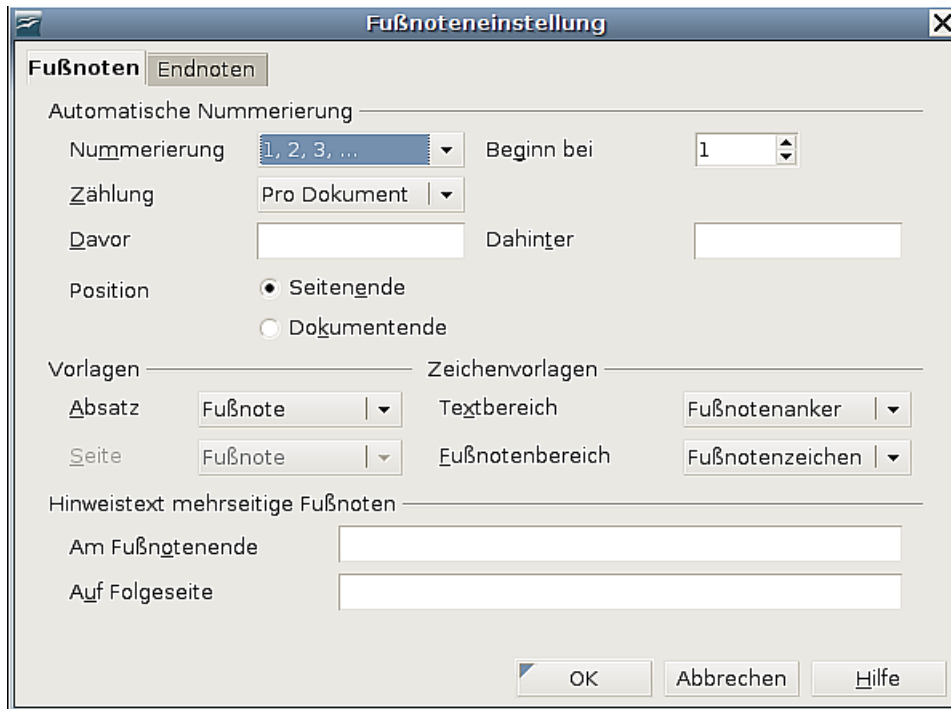 Fußnoteneinstellung
Fußnoten Endnoten
Automatische Nummerierung
Nummerierung 1, 2, 3, ... Beginn bei 1
Zählung Pro Dokument
Davor Dahinter
Position Seitenende
Dokumentende
Vorlagen Zeichenvorlagen
Absatz Fußnote Textbereich Fußnotenanker
Seite Fußnote Fußnotenbereich Fußnotenzeichen
Hinweistext mehrseitige Fußnoten
Am Fußnotenende
Auf Folgeseite
OK Abbrechen Hilfe